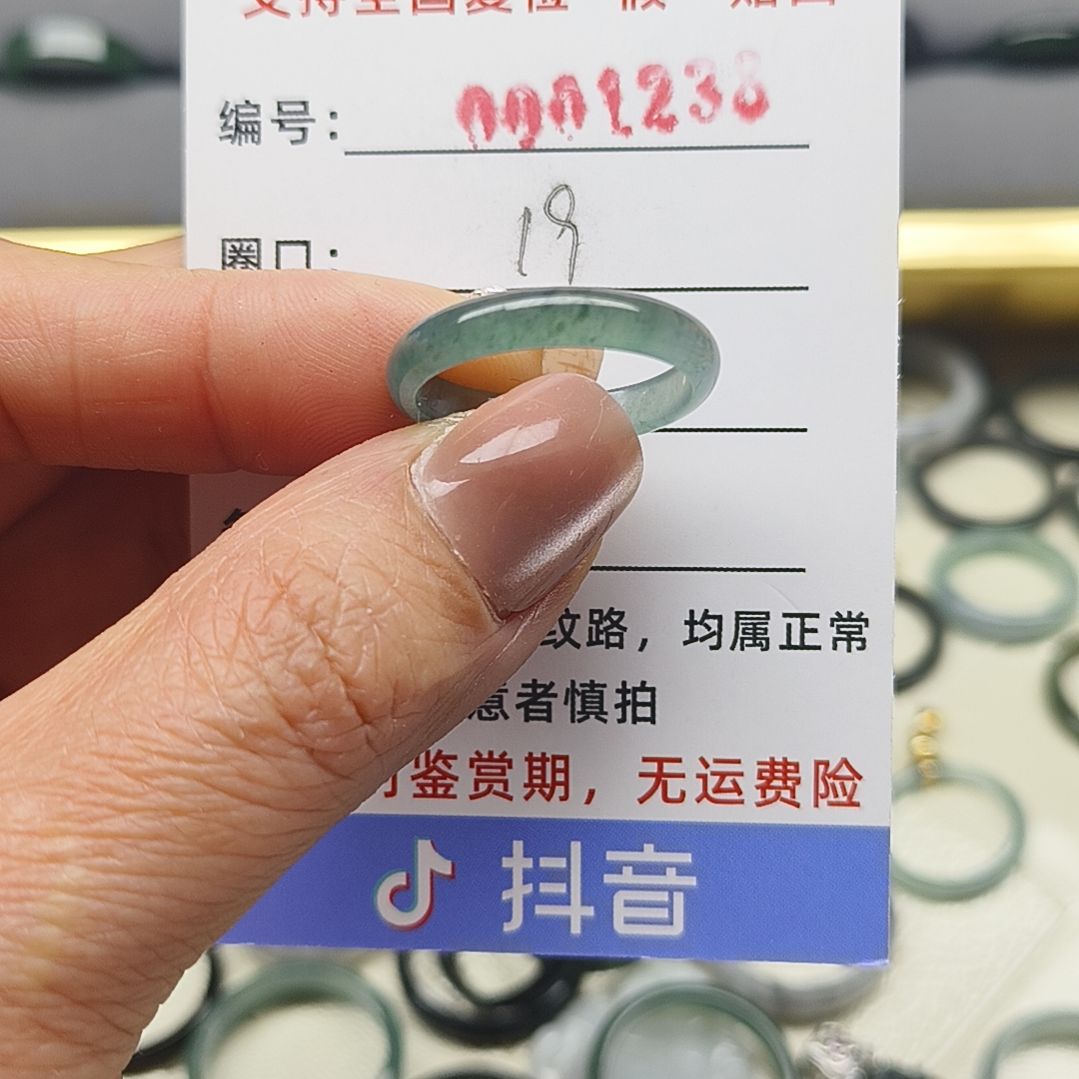 编号：0001238
圈口：19
纹路，均属正常
意者慎拍
鉴赏期，无运费险
抖音